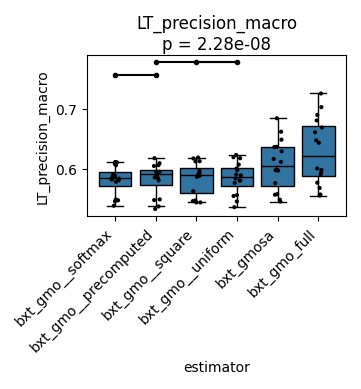 LT_precision_macro
p = 2.28e-08
LT_precision_macro
0.7
0.6
bxt_gmo__softmax
bxt_gmo__precomputed
bxt_gmo__square
bxt_gmo__uniform
bxt_gmosa
bxt_gmo_full
estimator